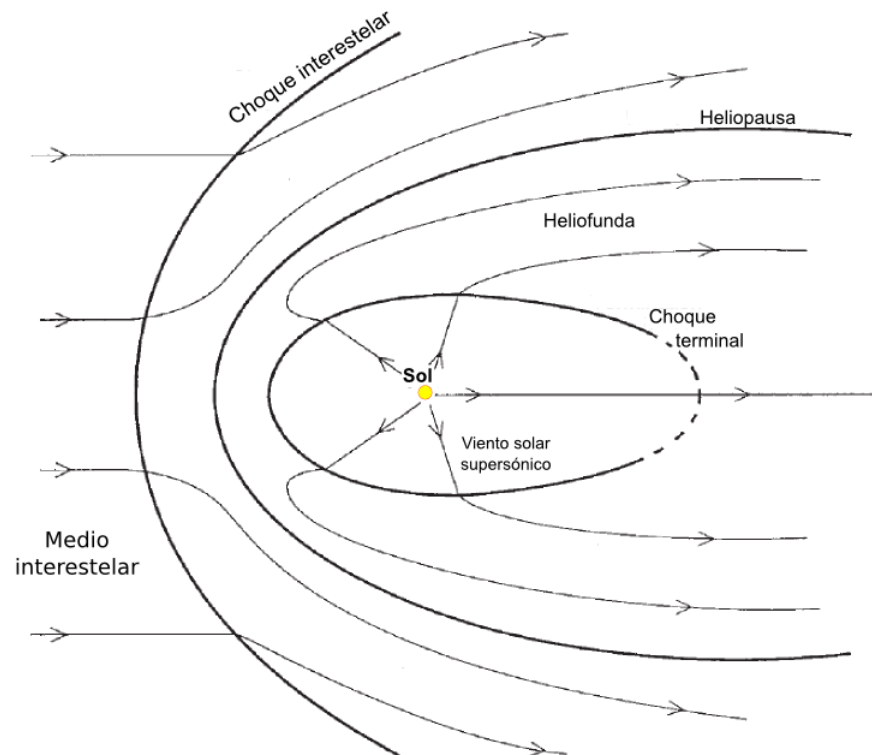 Choque interestelar
Heliopausa
Heliofunda
Choque
terminal
Sol
Viento solar
supersónico
Medio
interestelar